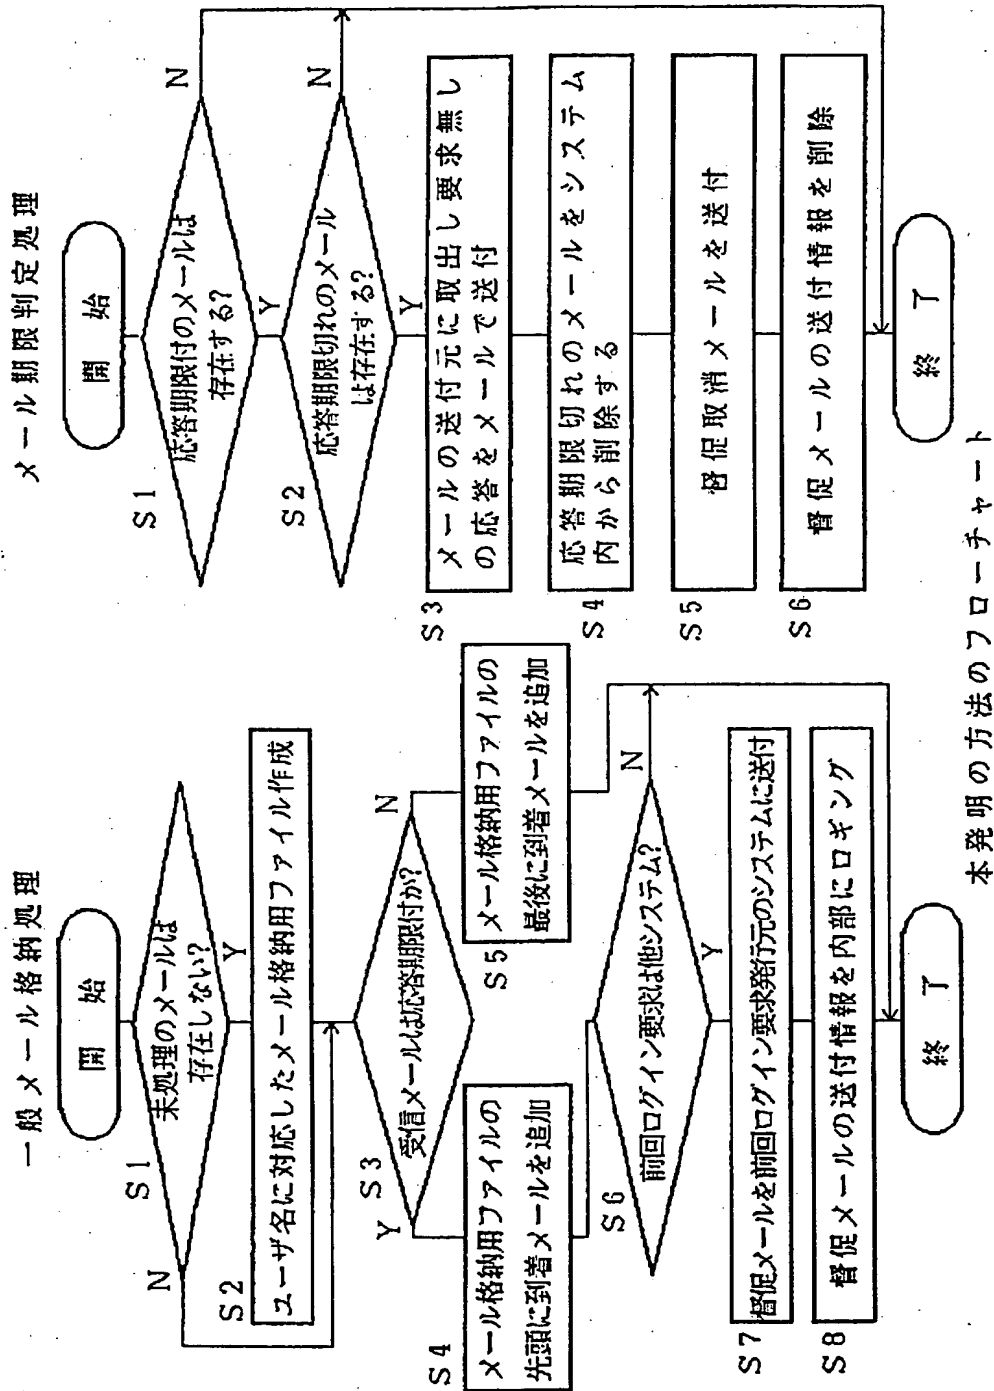 一般メール格納処理
開始
S1
未処理のメールは
存在しない?
N
Y
S2
ユーザ名に対応したメール格納用ファイル作成
S3
受信メールは応答期限付か?
Y
N
S4
メール格納用ファイルの
先頭に到着メールを追加
S5
メール格納用ファイルの
最後に到着メールを追加
S6
前回ログイン要求は他システム?
N
Y
S7
督促メールを前回ログイン要求発行元のシステムに送付
S8
督促メールの送付情報を内部にロギング
終了
メール期限判定処理
開始
S1
応答期限付のメールは
存在する?
N
Y
S2
応答期限切れのメール
は存在する?
N
Y
S3
メールの送付元に取出し要求無し
の応答をメールで送付
S4
応答期限切れのメールをシステム
内から削除する
S5
督促取消メールを送付
S6
督促メールの送付情報を削除
終了
本発明の方法のフローチャート